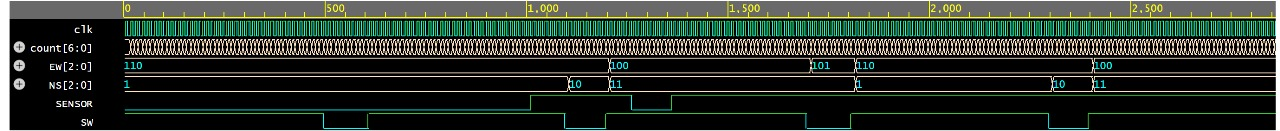 0 500 1.000 1.500 2.000 2.500
clk
count[6:0]
EW[2:0] 110 100 101 110 100
NS[2:0] 1 10 11 1 10 11
SENSOR
SW